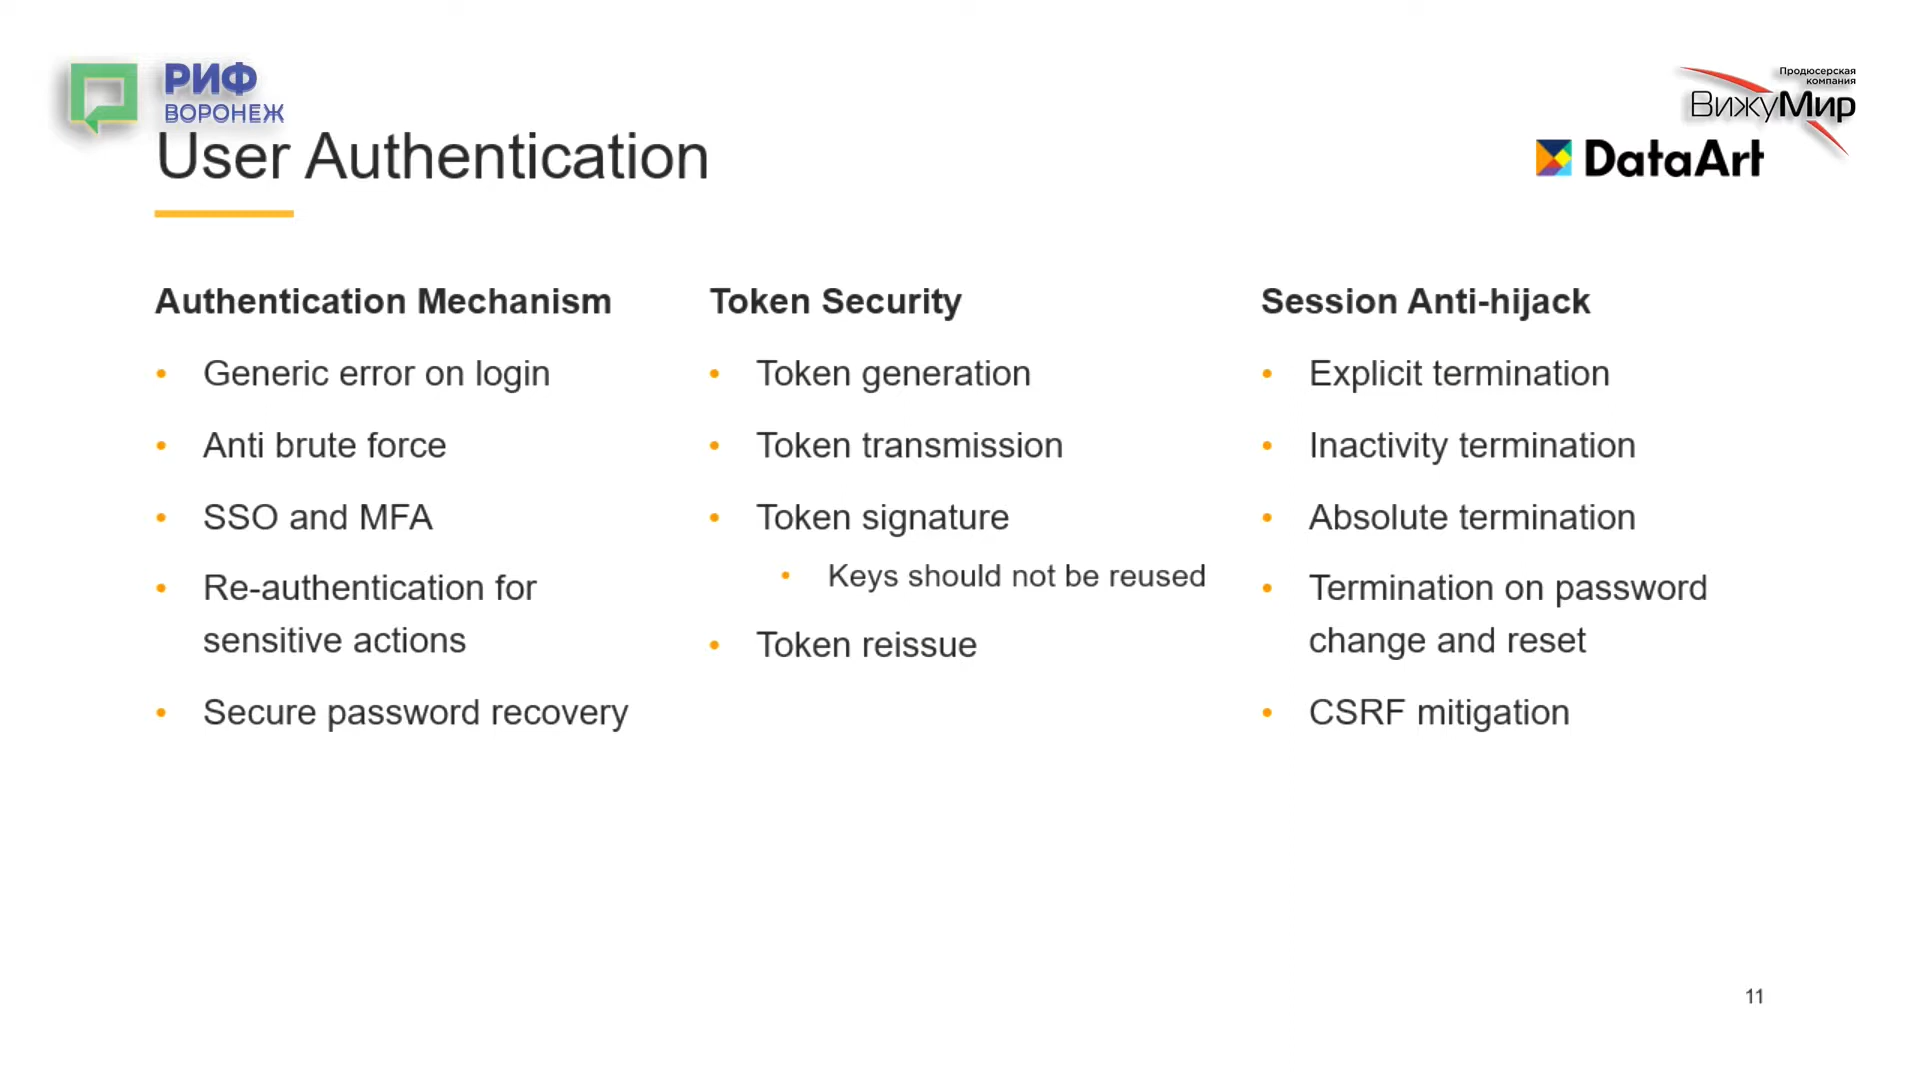 РИФ
ВОРОНЕЖ
Продюсерская
компания
ВижуМир
User Authentication
DataArt
Authentication Mechanism
• Generic error on login
• Anti brute force
• SSO and MFA
• Re-authentication for
sensitive actions
• Secure password recovery
Token Security
• Token generation
• Token transmission
• Token signature
• Keys should not be reused
• Token reissue
Session Anti-hijack
• Explicit termination
• Inactivity termination
• Absolute termination
• Termination on password
change and reset
• CSRF mitigation
11